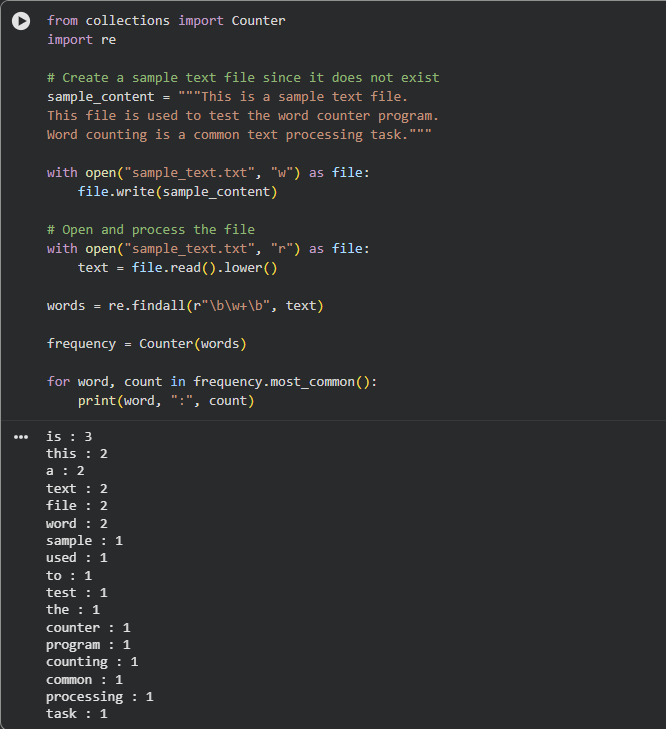 from collections import Counter
import re
# Create a sample text file since it does not exist
sample_content = """This is a sample text file.
This file is used to test the word counter program.
Word counting is a common text processing task."""
with open("sample_text.txt", "w") as file:
    file.write(sample_content)
# Open and process the file
with open("sample_text.txt", "r") as file:
    text = file.read().lower()
words = re.findall(r"\b\w+\b", text)
frequency = Counter(words)
for word, count in frequency.most_common():
    print(word, ":", count)
is : 3
this : 2
a : 2
text : 2
file : 2
word : 2
sample : 1
used : 1
to : 1
test : 1
the : 1
counter : 1
program : 1
counting : 1
common : 1
processing : 1
task : 1